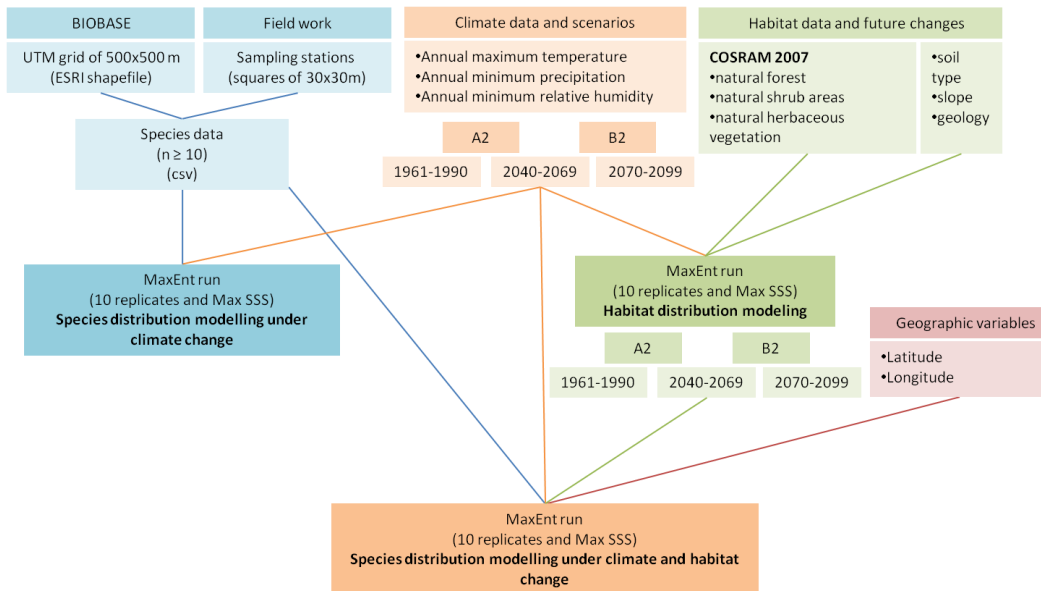 BIOBASE
UTM grid of 500x500 m
(ESRI shapefile)
Field work
Sampling stations
(squares of 30x30m)
Species data
(n ≥ 10)
(csv)
Climate data and scenarios
•Annual maximum temperature
•Annual minimum precipitation
•Annual minimum relative humidity
A2
B2
1961-1990
2040-2069
2070-2099
Habitat data and future changes
COSRAM 2007
•natural forest
•natural shrub areas
•natural herbaceous
vegetation
•soil
type
•slope
•geology
MaxEnt run
(10 replicates and Max SSS)
Species distribution modelling under
climate change
MaxEnt run
(10 replicates and Max SSS)
Habitat distribution modeling
A2
B2
1961-1990
2040-2069
2070-2099
Geographic variables
•Latitude
•Longitude
MaxEnt run
(10 replicates and Max SSS)
Species distribution modelling under climate and habitat
change